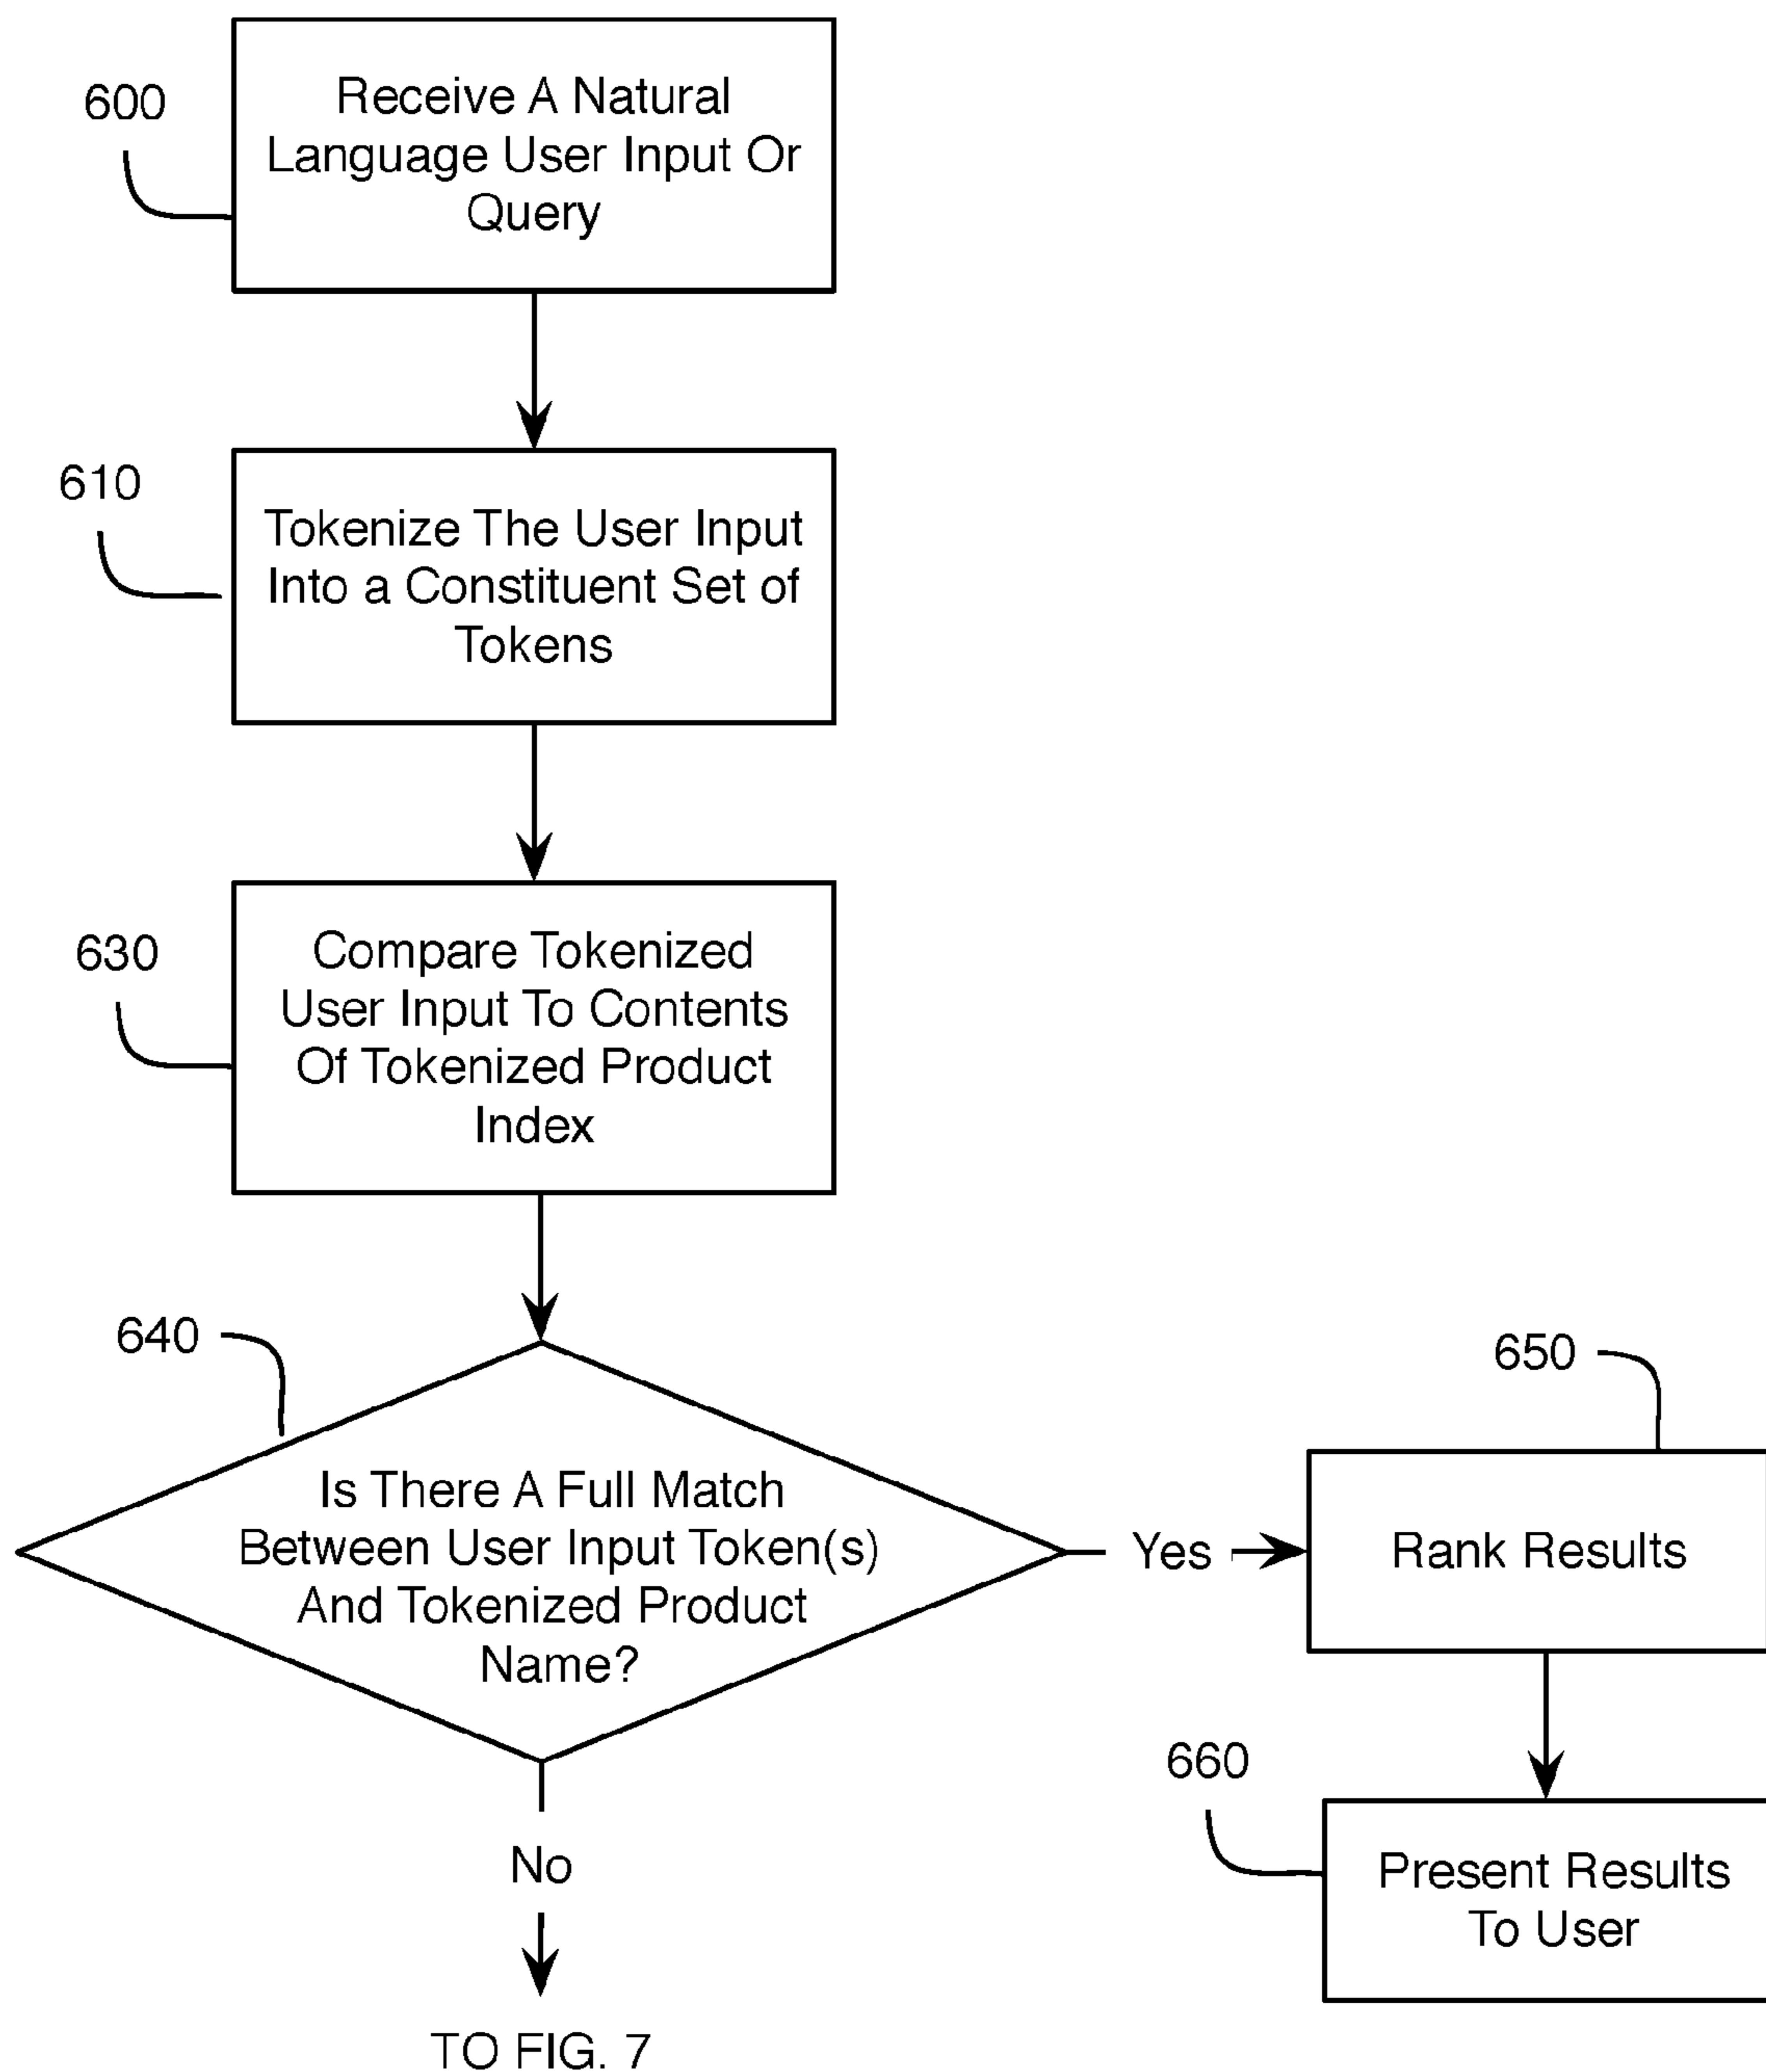 600
Receive A Natural
Language User Input Or
Query
610
Tokenize The User Input
Into a Constituent Set of
Tokens
630
Compare Tokenized
User Input To Contents
Of Tokenized Product
Index
640
Is There A Full Match
Between User Input Token(s)
And Tokenized Product
Name?
Yes
650
Rank Results
660
Present Results
To User
No
TO FIG. 7